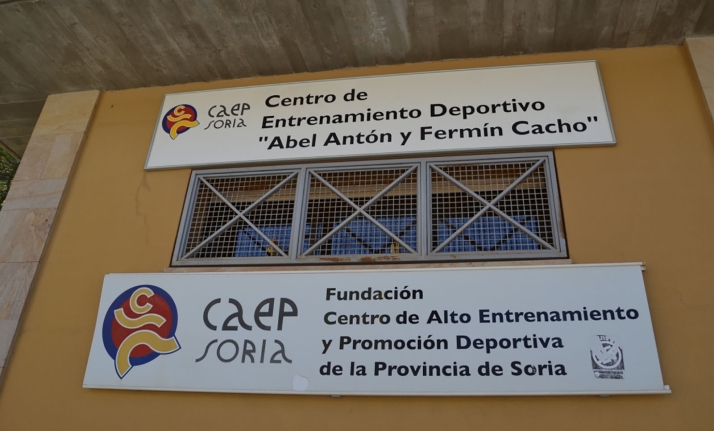 caep
soria
Centro de
Entrenamiento Deportivo
"Abel Antón y Fermín Cacho"
caep
soria
Fundación
Centro de Alto Entrenamiento
y Promoción Deportiva
de la Provincia de Soria